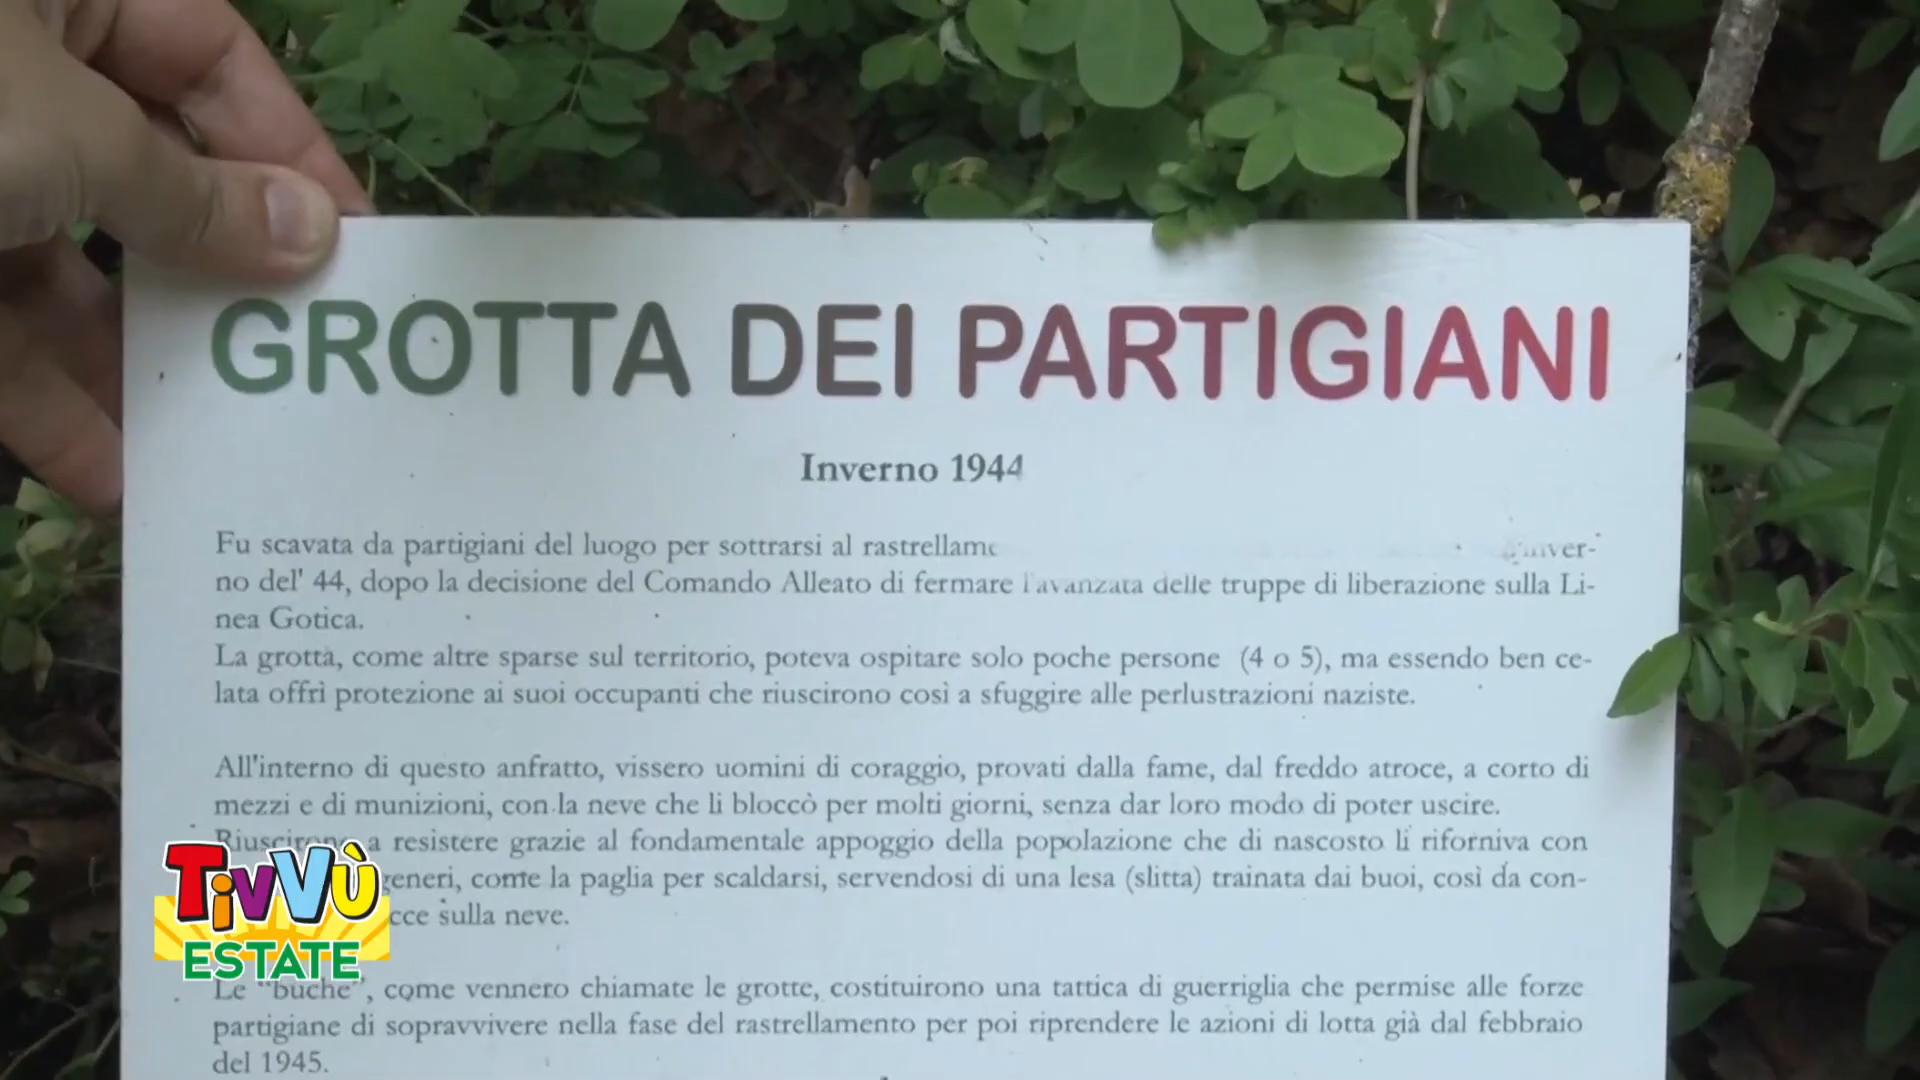 GROTTA DEI PARTIGIANI
Inverno 1944
Fu scavata da partigiani del luogo per sottrarsi al
no del' 44, dopo la decisione del Comando Alleato di fermare l'avanzata delle truppe di liberazione sulla Li-
nea Gotica.
La grotta, come altre sparse sul territorio, poteva ospitare solo poche persone (4 o 5), ma essendo ben ce-
lata offrì protezione ai suoi occupanti che riuscirono così a sfuggire alle perlustrazioni naziste.
All'interno di questo anfratto, vissero uomini di coraggio, provati dalla fame, dal freddo atroce, a corto di
mezzi e di munizioni, con la neve che li bloccò per molti giorni, senza dar loro modo di poter uscire.
Riuscirono a resistere grazie al fondamentale appoggio della popolazione che di nascosto li riforniva con
generi, come la paglia per scaldarsi, servendosi di una lesa (slitta) trainata dai buoi, così da con-
sulla neve.
Le "buche", come vennero chiamate le grotte, costituirono una tattica di guerriglia che permise alle forze
partigiane di sopravvivere nella fase del rastrellamento per poi riprendere le azioni di lotta già dal febbraio
del 1945.
TivVù
ESTATE